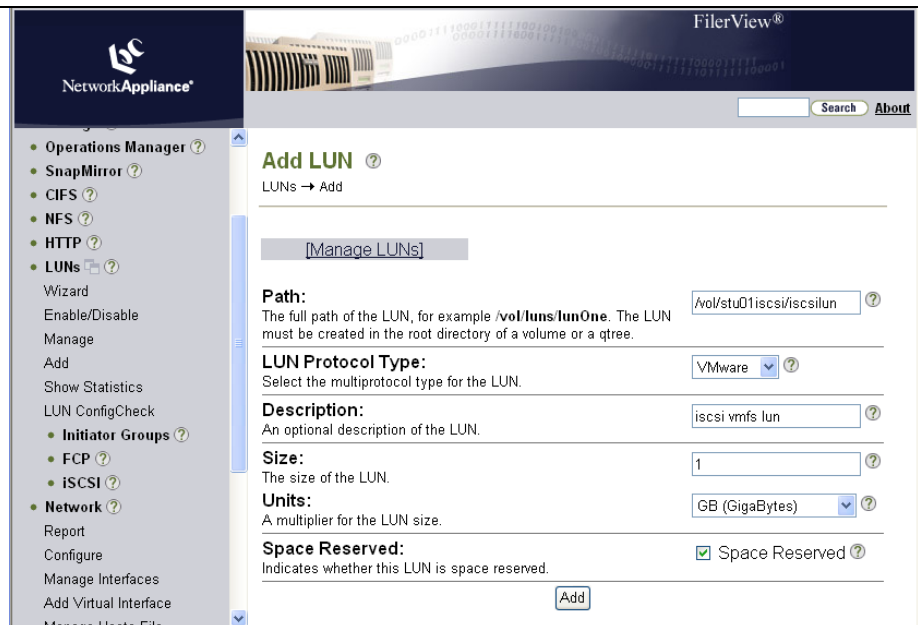 FilerView®
NetworkAppliance®
Search About
Operations Manager
SnapMirror
CIFS
NFS
HTTP
LUNs
Wizard
Enable/Disable
Manage
Add
Show Statistics
LUN ConfigCheck
Initiator Groups
FCP
iSCSI
Network
Report
Configure
Manage Interfaces
Add Virtual Interface
Add LUN
LUNs → Add
[Manage LUNs]
Path:
The full path of the LUN, for example /vol/luns/lunOne. The LUN
must be created in the root directory of a volume or a qtree.
/vol/stu01iscsi/iscsilun
LUN Protocol Type:
Select the multiprotocol type for the LUN.
VMware
Description:
An optional description of the LUN.
iscsi vmfs lun
Size:
The size of the LUN.
1
Units:
A multiplier for the LUN size.
GB (GigaBytes)
Space Reserved:
Indicates whether this LUN is space reserved.
Space Reserved
Add